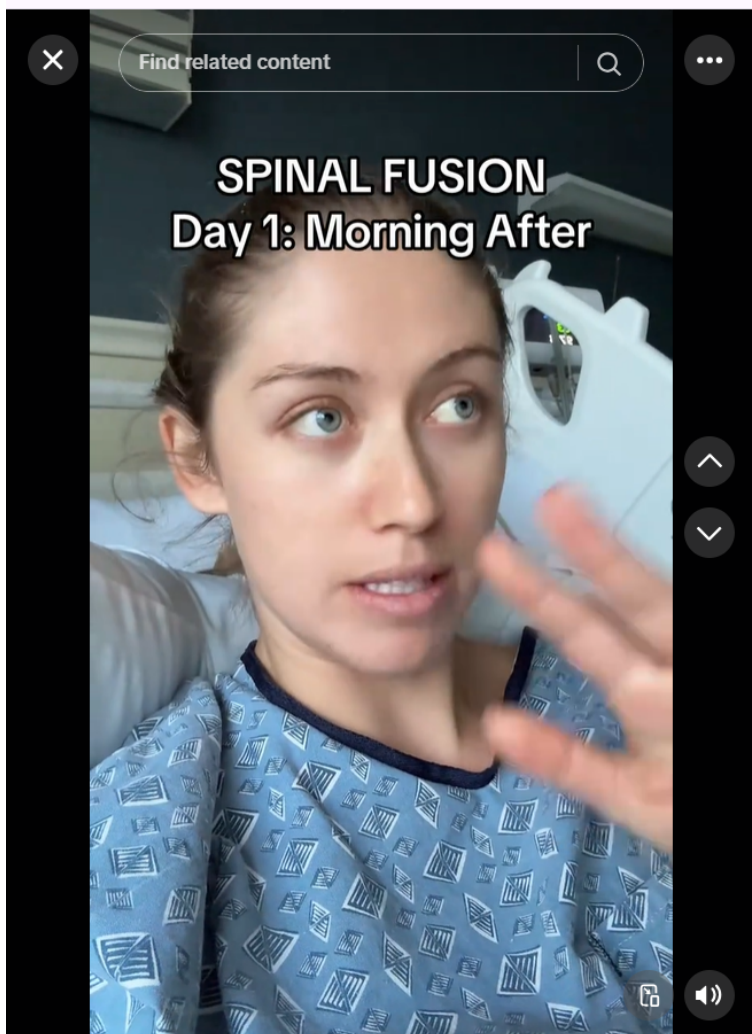 Find related content
SPINAL FUSION
Day 1: Morning After